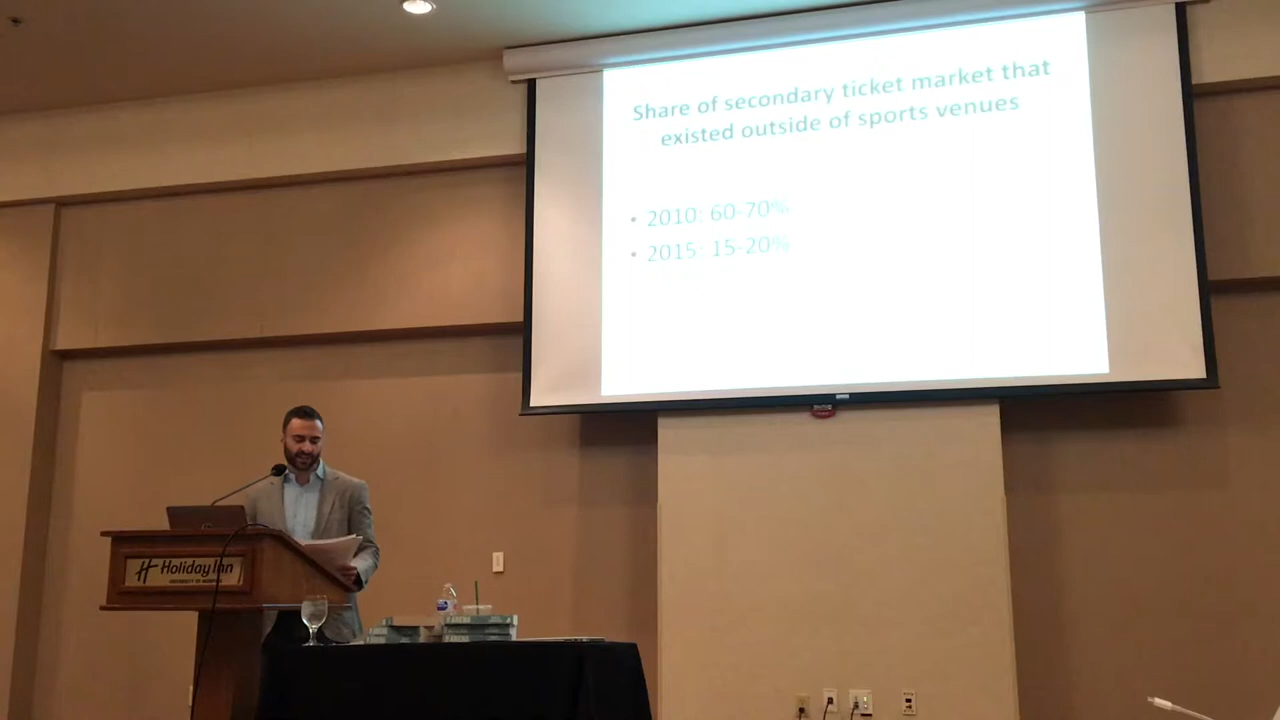 Share of secondary ticket market that
existed outside of sports venues
• 2010: 60-70%
• 2015: 15-20%
Holiday Inn